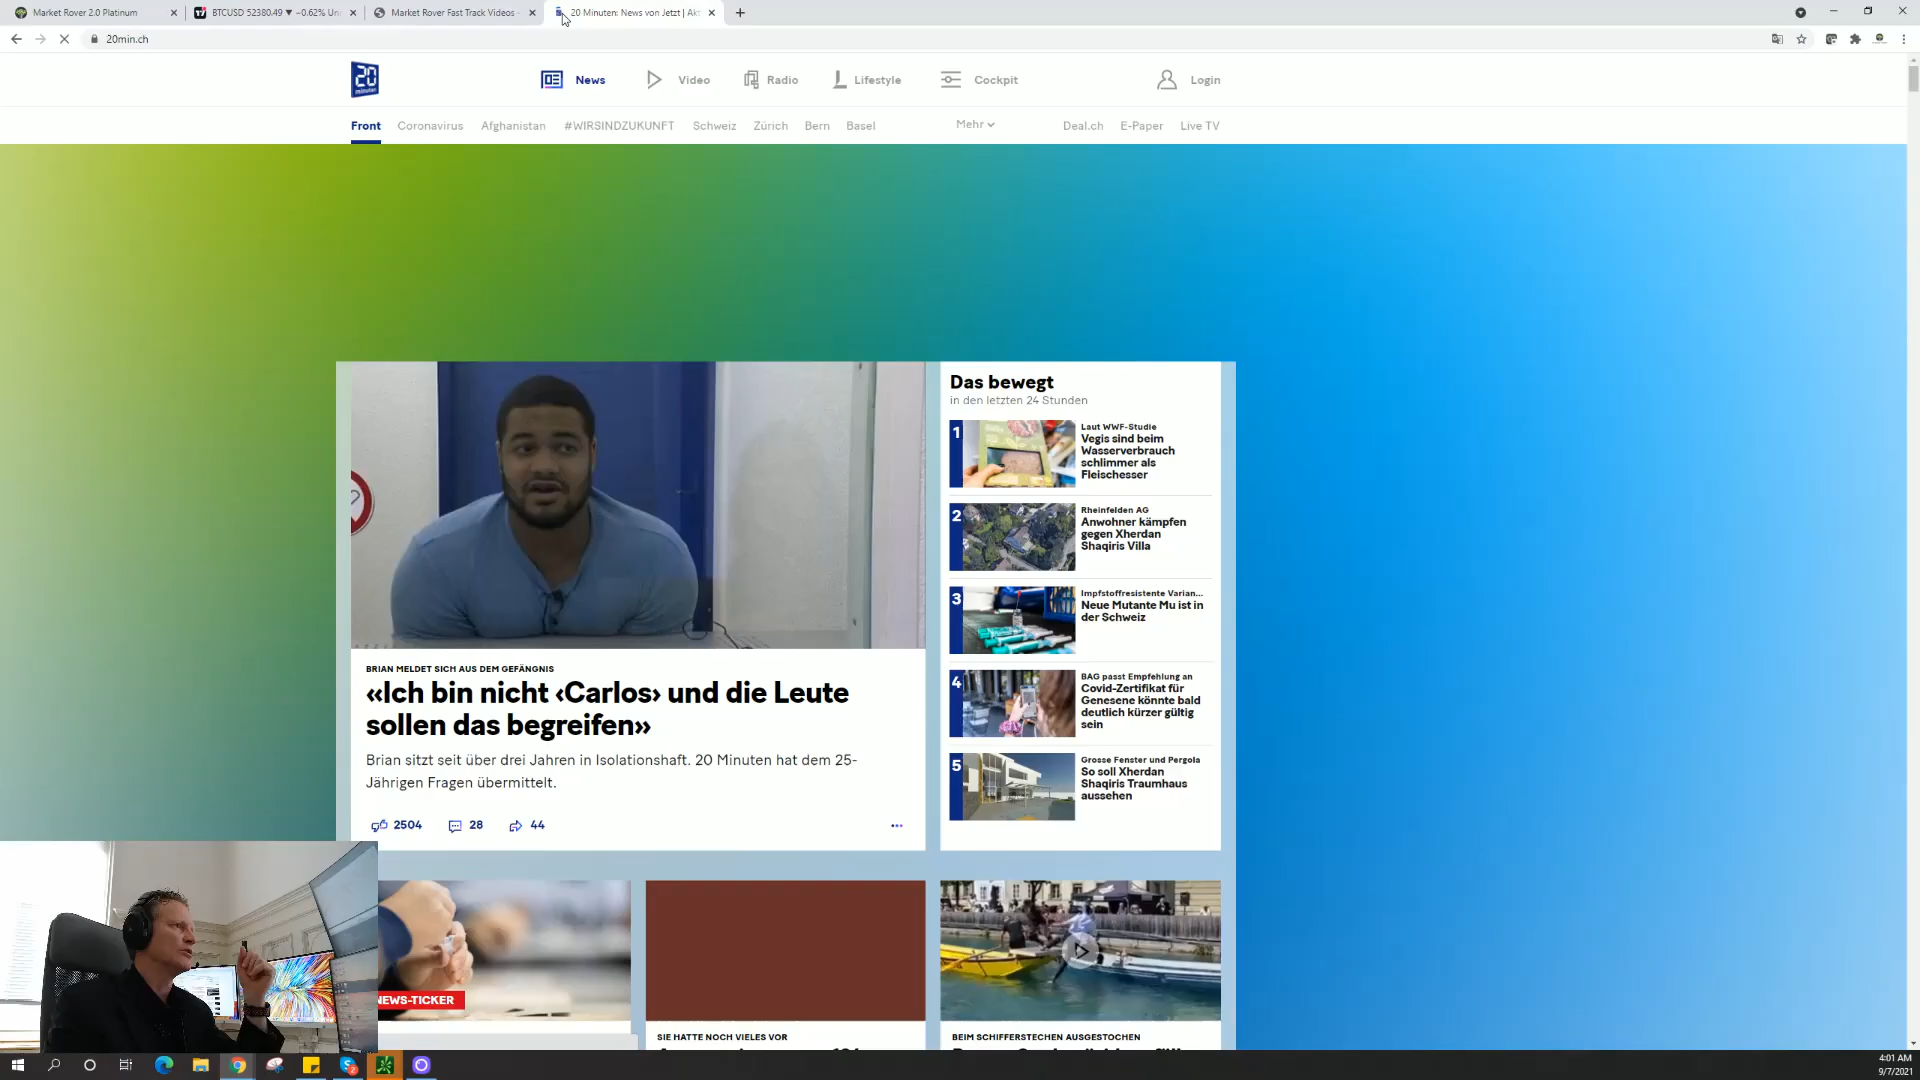 Market Rover 2.0 Platinum
BTCUSD 52380.49 ▼ −0.62% Un
Market Rover Fast Track Videos -
20 Minuten: News von Jetzt | Ak
20min.ch
20
minuten
News
Video
Radio
Lifestyle
Cockpit
Login
Front
Coronavirus
Afghanistan
#WIRSINDZUKUNFT
Schweiz
Zürich
Bern
Basel
Mehr
Deal.ch
E-Paper
Live TV
BRIAN MELDET SICH AUS DEM GEFÄNGNIS
«Ich bin nicht ‹Carlos› und die Leute
sollen das begreifen»
Brian sitzt seit über drei Jahren in Isolationshaft. 20 Minuten hat dem 25-
Jährigen Fragen übermittelt.
2504
28
44
Das bewegt
in den letzten 24 Stunden
1
Laut WWF-Studie
Vegis sind beim
Wasserverbrauch
schlimmer als
Fleischesser
2
Rheinfelden AG
Anwohner kämpfen
gegen Xherdan
Shaqiris Villa
3
Impfstoffresistente Varian...
Neue Mutante Mu ist in
der Schweiz
4
BAG passt Empfehlung an
Covid-Zertifikat für
Genesene könnte bald
deutlich kürzer gültig
sein
5
Grosse Fenster und Pergola
So soll Xherdan
Shaqiris Traumhaus
aussehen
NEWS-TICKER
SIE HATTE NOCH VIELES VOR
BEIM SCHIFFERSTECHEN AUSGESTOCHEN
4:01 AM
9/7/2021